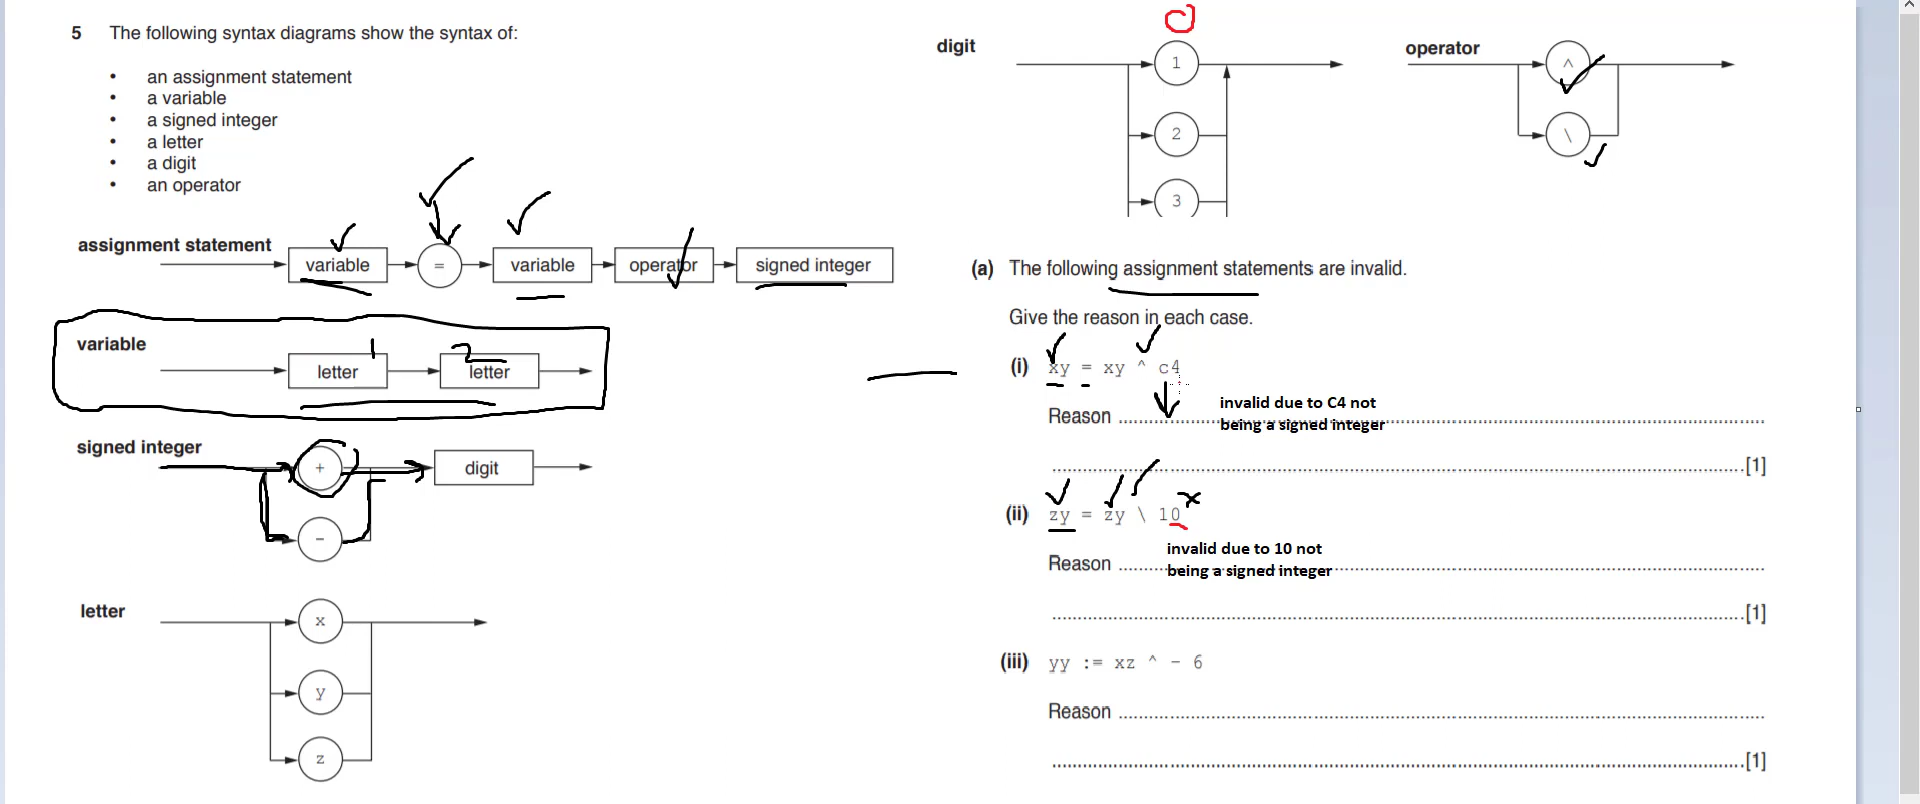 5 The following syntax diagrams show the syntax of:
• an assignment statement
• a variable
• a signed integer
• a letter
• a digit
• an operator
assignment statement variable = variable operator signed integer
variable letter letter
1 2
signed integer + digit
-
letter x
y
z
digit 1
2
3
operator ^
\
(a) The following assignment statements are invalid.
Give the reason in each case.
(i) xy = xy ^ c4
Reason
invalid due to C4 not
being a signed integer
[1]
(ii) zy = zy \ 10
Reason
invalid due to 10 not
being a signed integer
[1]
(iii) yy := xz ^ - 6
Reason
[1]